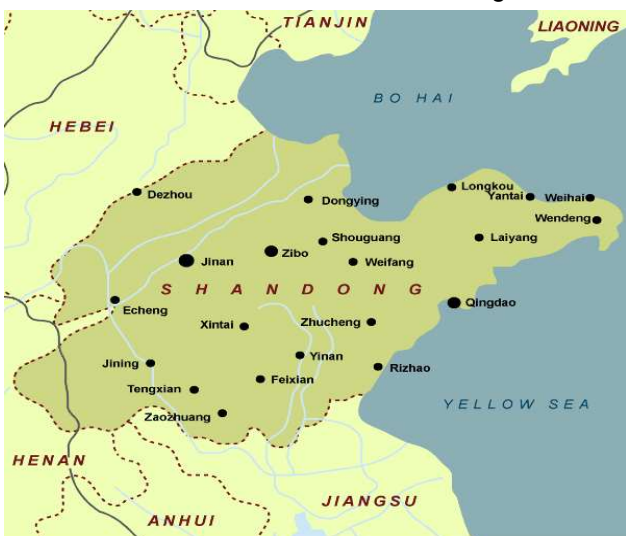 TIANJIN
LIAONING
BO HAI
HEBEI
Dezhou
Dongying
Longkou
Yantai
Weihai
Wendeng
Shouguang
Laiyang
Zibo
Jinan
Weifang
SHANDONG
Echeng
Qingdao
Xintai
Zhucheng
Jining
Yinan
Rizhao
Feixian
Tengxian
Zaozhuang
YELLOW SEA
HENAN
JIANGSU
ANHUI